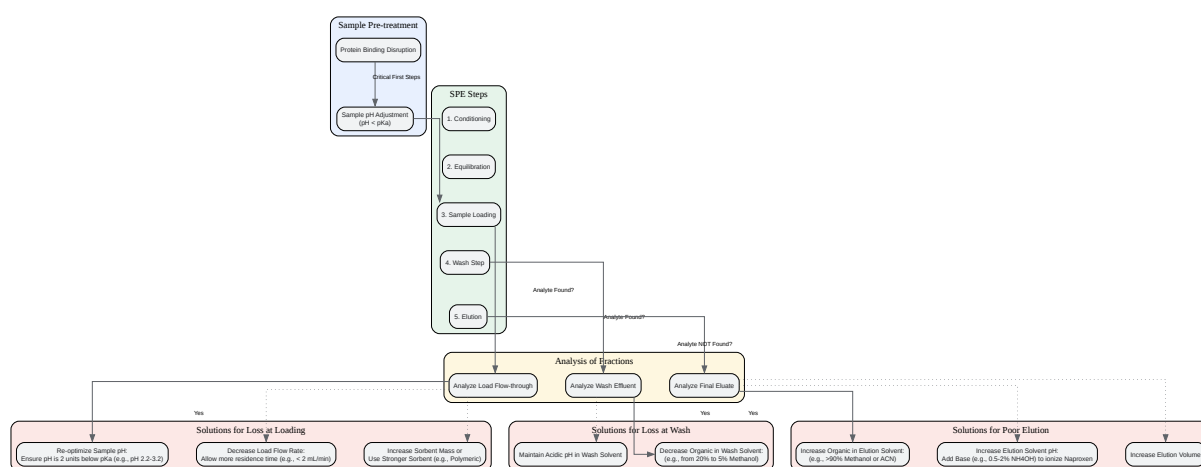 Sample Pre-treatment
Protein Binding Disruption
Critical First Steps
Sample pH Adjustment
(pH < pKa)
SPE Steps
1. Conditioning
2. Equilibration
3. Sample Loading
4. Wash Step
5. Elution
Analyte Found?
Analyte Found?
Analyte NOT Found?
Analysis of Fractions
Analyze Load Flow-through
Analyze Wash Effluent
Analyze Final Eluate
Yes
Yes
Yes
Solutions for Loss at Loading
Re-optimize Sample pH:
Ensure pH is 2 units below pKa (e.g., pH 2.2-3.2)
Decrease Load Flow Rate:
Allow more residence time (e.g., < 2 mL/min)
Increase Sorbent Mass or
Use Stronger Sorbent (e.g., Polymeric)
Solutions for Loss at Wash
Maintain Acidic pH in Wash Solvent
Decrease Organic in Wash Solvent:
(e.g., from 20% to 5% Methanol)
Solutions for Poor Elution
Increase Organic in Elution Solvent:
(e.g., >90% Methanol or ACN)
Increase Elution Solvent pH:
Add Base (e.g., 0.5-2% NH4OH) to ionize Naproxen
Increase Elution Volum